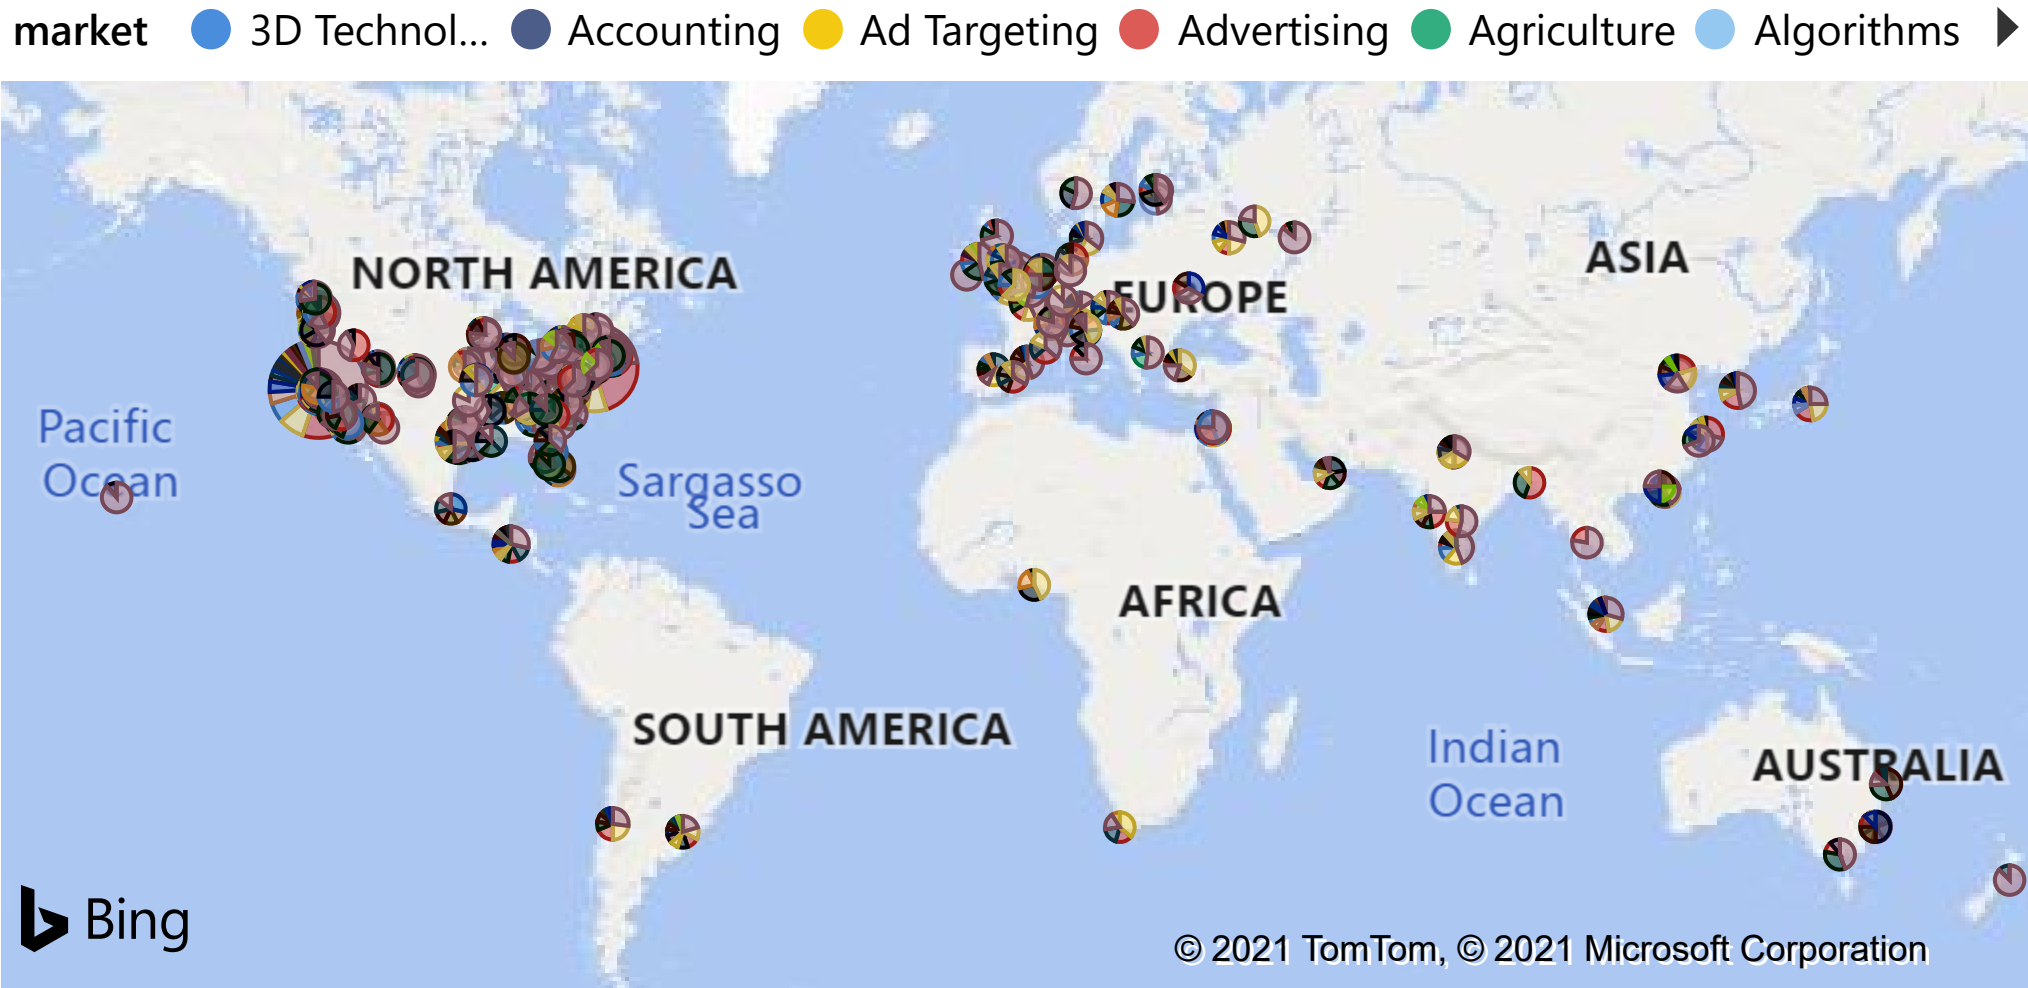 market 3D Technol... Accounting Ad Targeting Advertising Agriculture Algorithms
NORTH AMERICA
ASIA
EUROPE
Pacific
Ocean
Sargasso
Sea
AFRICA
SOUTH AMERICA
Indian
Ocean
AUSTRALIA
Bing
© 2021 TomTom, © 2021 Microsoft Corporation